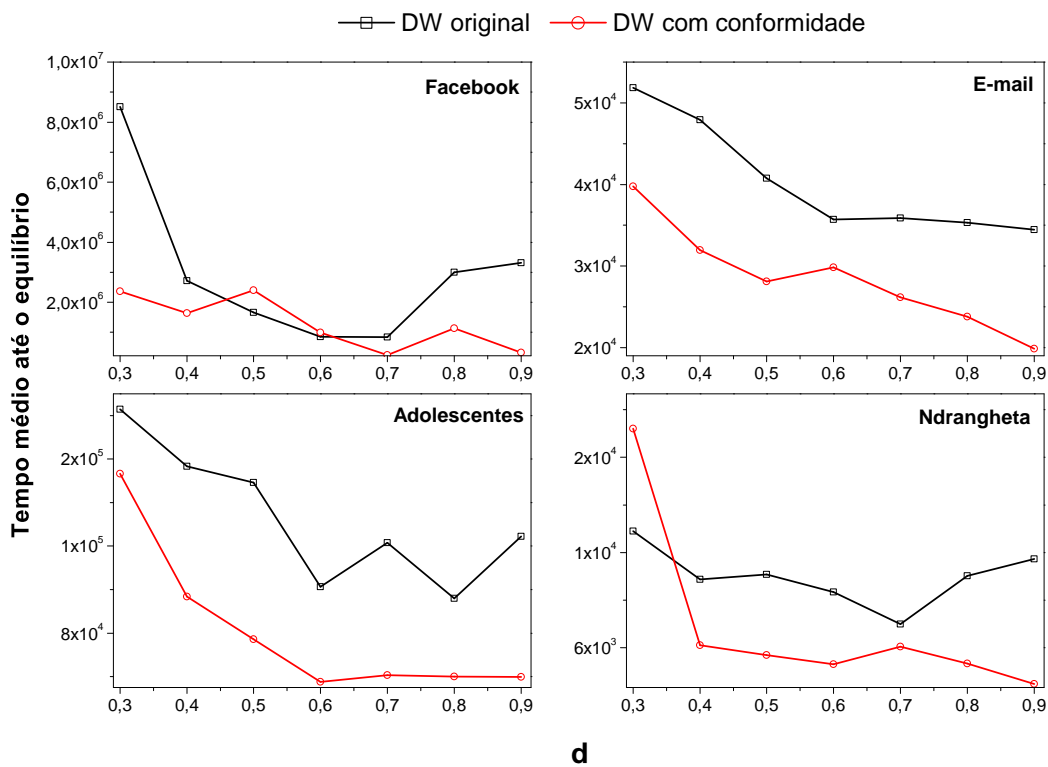 DW original DW com conformidade
Tempo médio até o equilíbrio
Facebook
1,0x10⁷
8,0x10⁶
6,0x10⁶
4,0x10⁶
2,0x10⁶
0,3 0,4 0,5 0,6 0,7 0,8 0,9
E-mail
5x10⁴
4x10⁴
3x10⁴
2x10⁴
0,3 0,4 0,5 0,6 0,7 0,8 0,9
Adolescentes
2x10⁵
1x10⁵
8x10⁴
0,3 0,4 0,5 0,6 0,7 0,8 0,9
Ndrangheta
2x10⁴
1x10⁴
6x10³
0,3 0,4 0,5 0,6 0,7 0,8 0,9
d